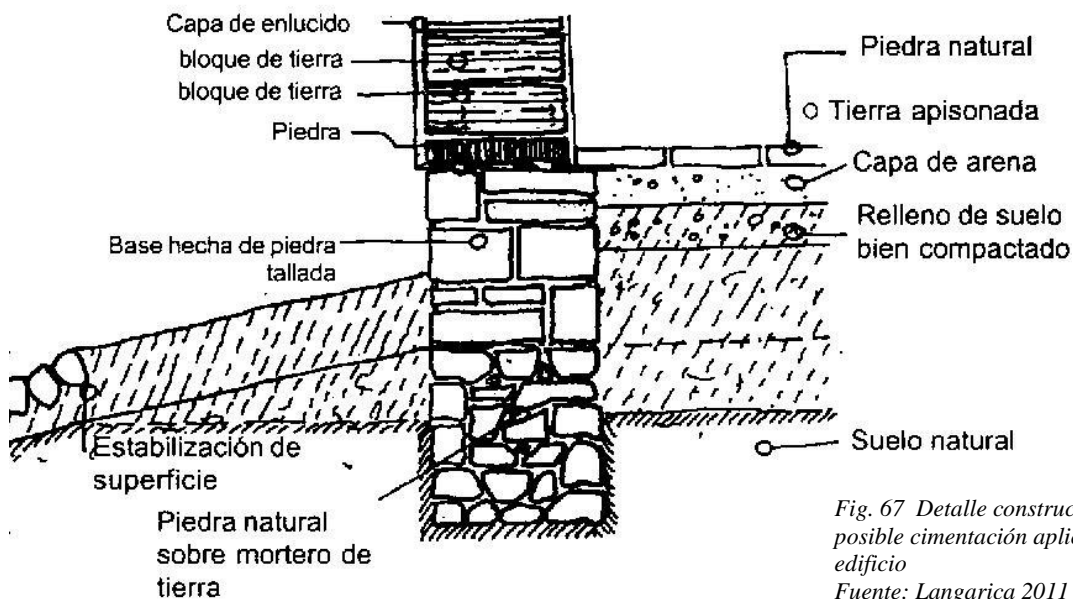 Capa de enlucido
bloque de tierra
bloque de tierra
Piedra
Base hecha de piedra
tallada
Estabilización de
superficie
Piedra natural
sobre mortero de
tierra
Piedra natural
Tierra apisonada
Capa de arena
Relleno de suelo
bien compactado
Suelo natural
Fig. 67 Detalle construc
posible cimentación aplic
edificio
Fuente: Langarica 2011